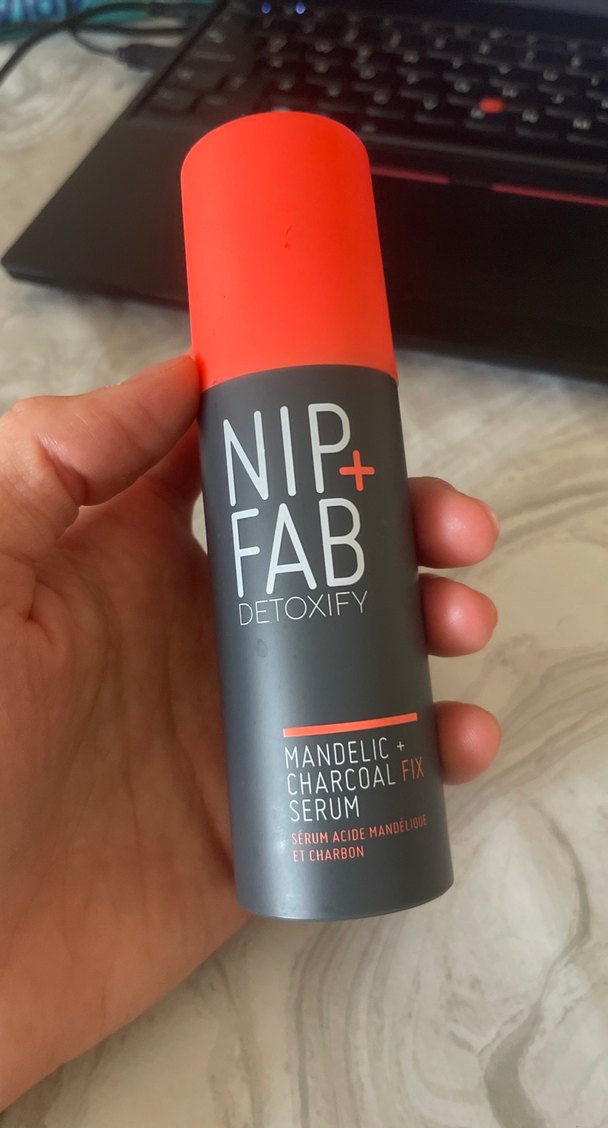 NIP+
FAB
DETOXIFY
MANDELIC +
CHARCOAL FIX
SERUM
SÉRUM ACIDE MANDÉLIQUE
ET CHARBON